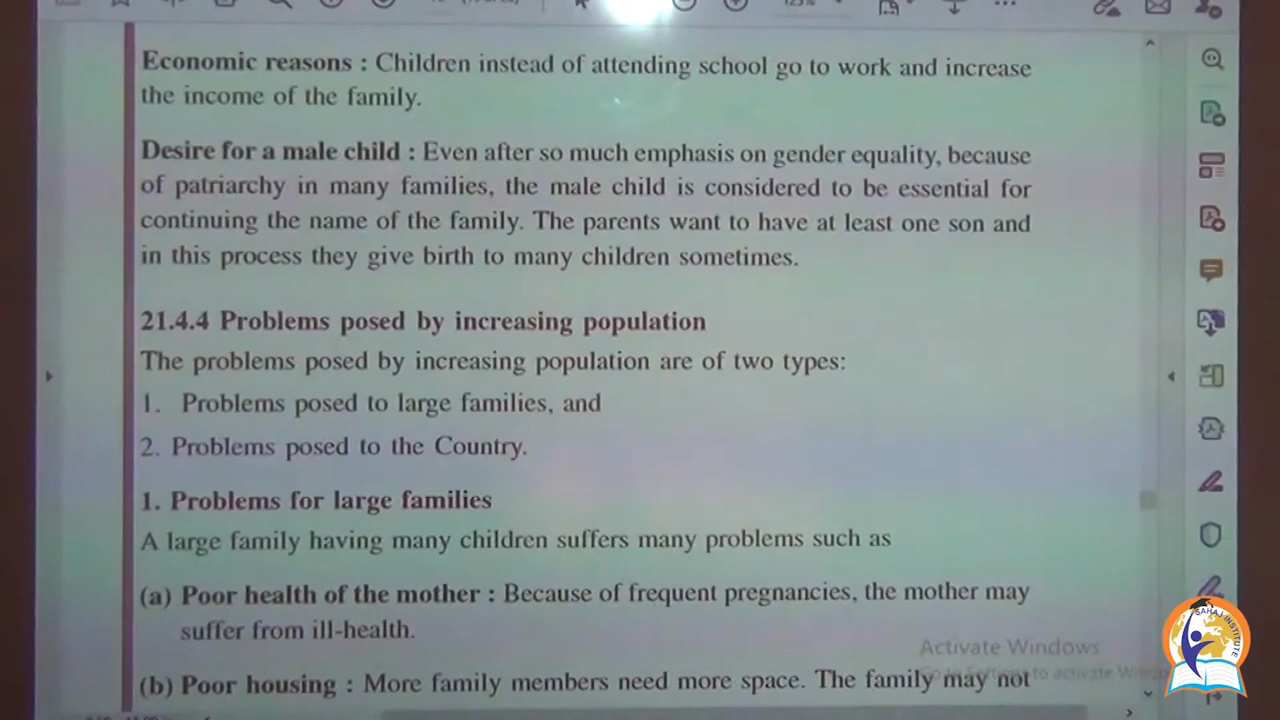 Economic reasons : Children instead of attending school go to work and increase
the income of the family.
Desire for a male child : Even after so much emphasis on gender equality, because
of patriarchy in many families, the male child is considered to be essential for
continuing the name of the family. The parents want to have at least one son and
in this process they give birth to many children sometimes.
21.4.4 Problems posed by increasing population
The problems posed by increasing population are of two types:
1. Problems posed to large families, and
2. Problems posed to the Country.
1. Problems for large families
A large family having many children suffers many problems such as
(a) Poor health of the mother : Because of frequent pregnancies, the mother may
suffer from ill-health.
(b) Poor housing : More family members need more space. The family may not
Activate Windows
Go to Settings to activate
SAHAJ INSTITUTE